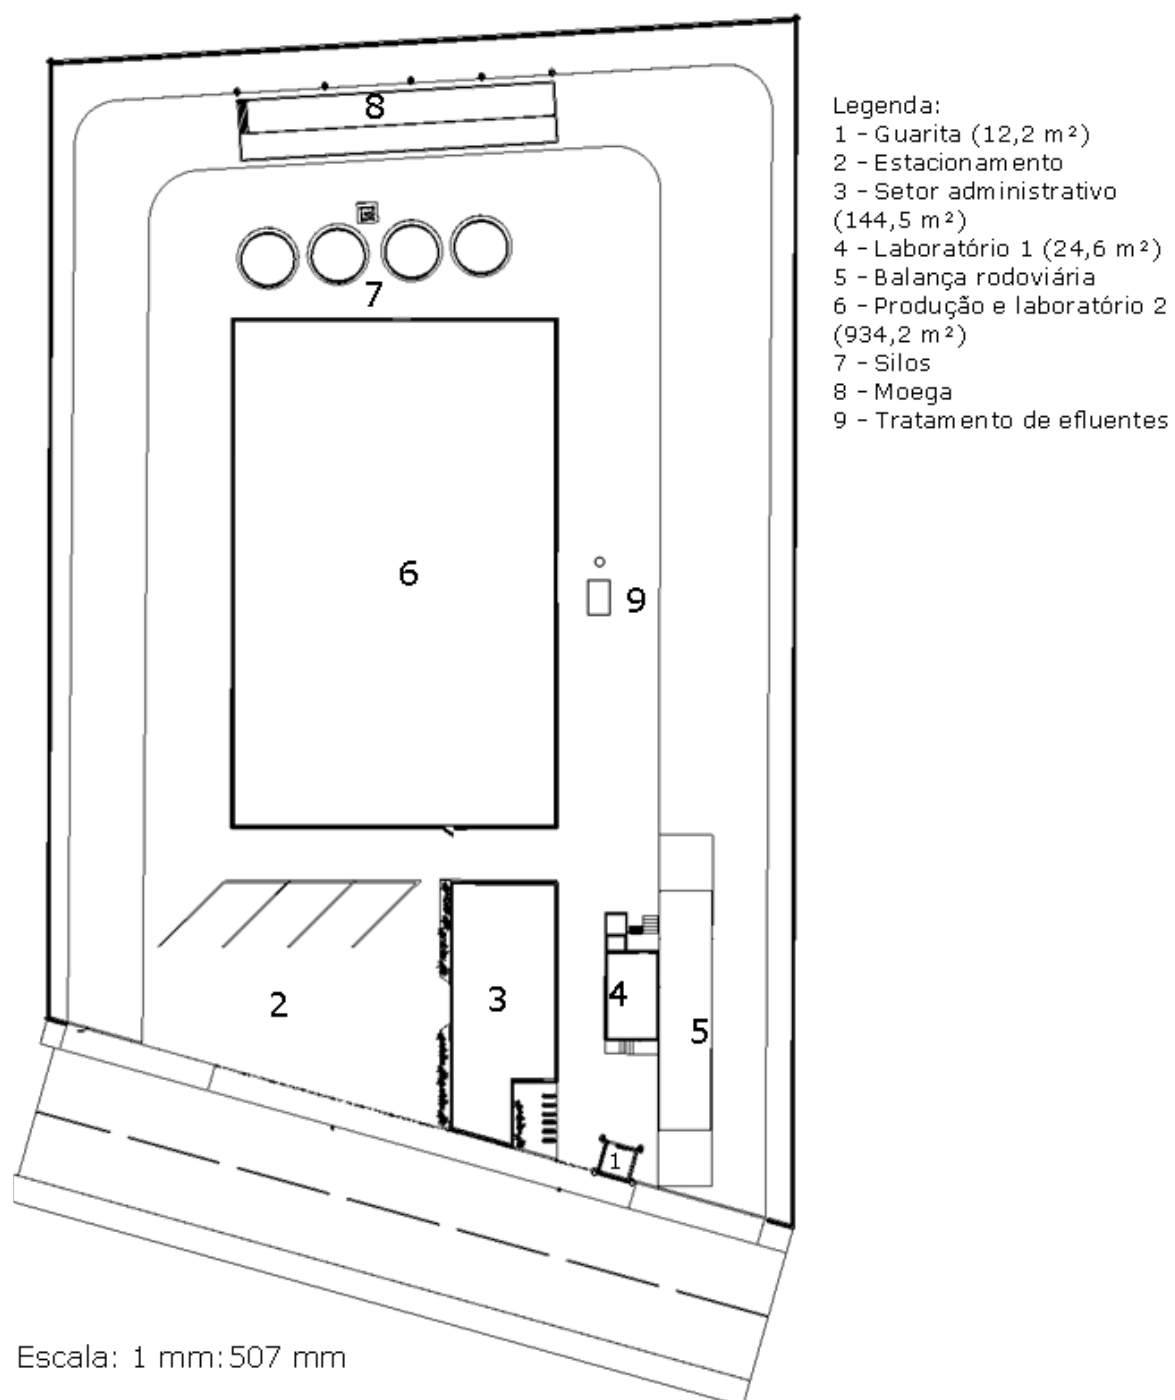 8
Legenda:
1 - Guarita (12,2 m²)
2 - Estacionamento
3 - Setor administrativo
(144,5 m²)
4 - Laboratório 1 (24,6 m²)
5 - Balança rodoviária
6 - Produção e laboratório 2
(934,2 m²)
7 - Silos
8 - Moega
9 - Tratamento de efluentes
7
6
9
2
3
4
5
1
Escala: 1 mm:507 mm